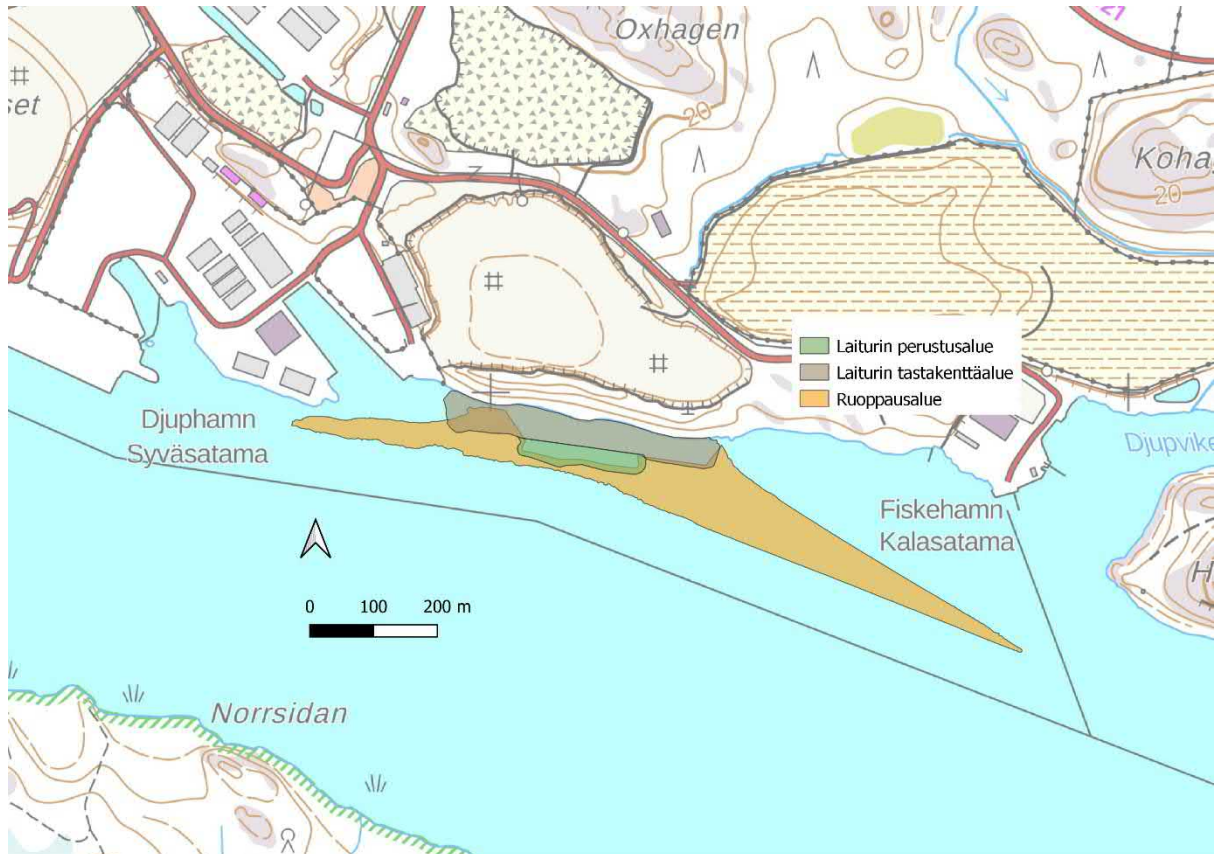 Oxhagen
21
set
20
Koha
20
Laiturin perustusalue
Laiturin tastakenttäalue
Ruoppausalue
Djuphamn
Syväsatama
Djupvike
Fiskehamn
Kalasatama
H
0 100 200 m
Norrsidan